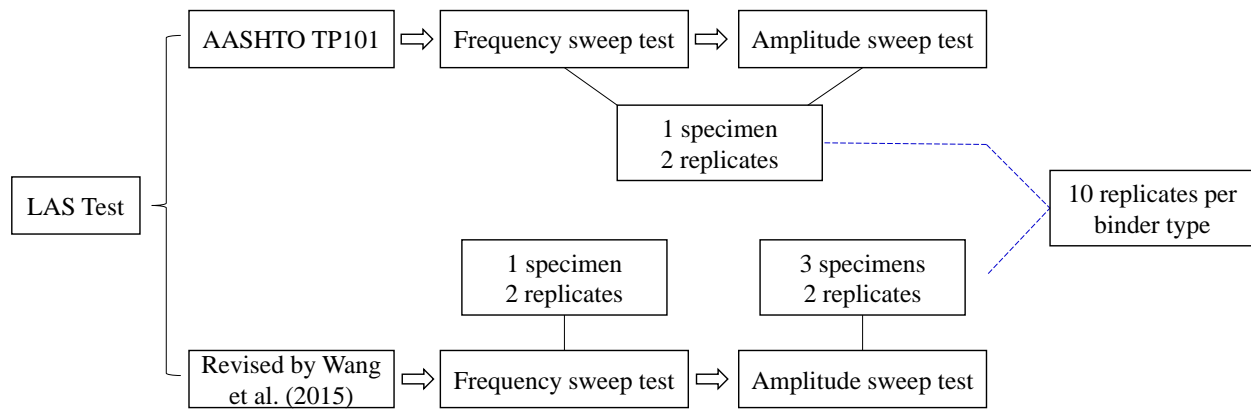 AASHTO TP101
Frequency sweep test
Amplitude sweep test
1 specimen
2 replicates
LAS Test
10 replicates per
binder type
1 specimen
2 replicates
3 specimens
2 replicates
Revised by Wang
et al. (2015)
Frequency sweep test
Amplitude sweep test